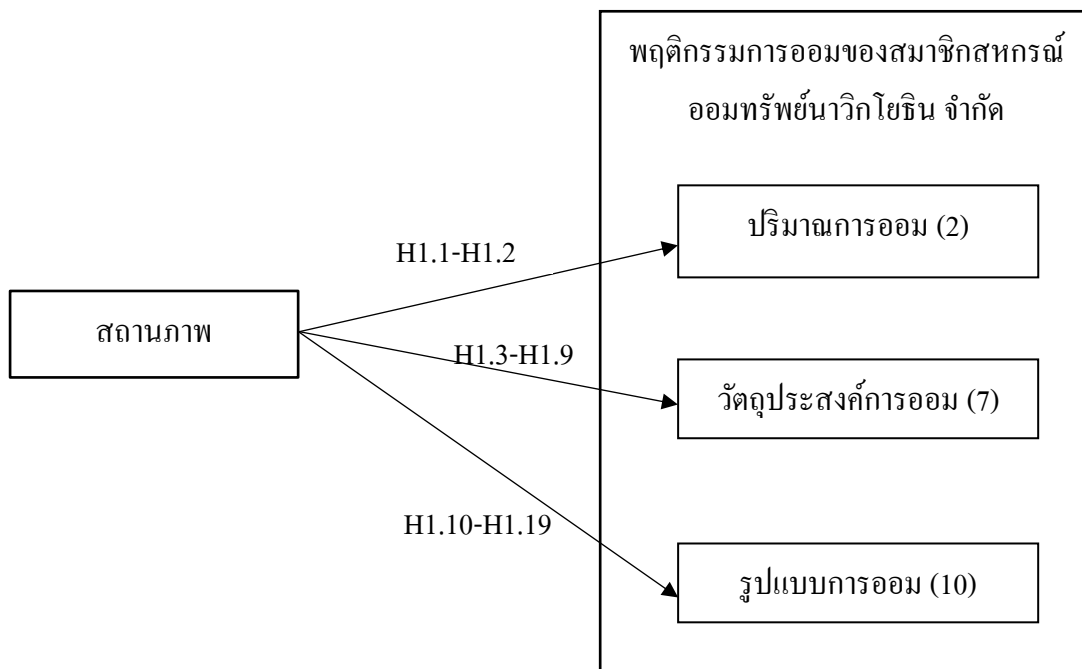 พฤติกรรมการออมของสมาชิกสหกรณ์
ออมทรัพย์นาวิกโยธิน จำกัด
ปริมาณการออม (2)
H1.1-H1.2
สถานภาพ
H1.3-H1.9
วัตถุประสงค์การออม (7)
H1.10-H1.19
รูปแบบการออม (10)